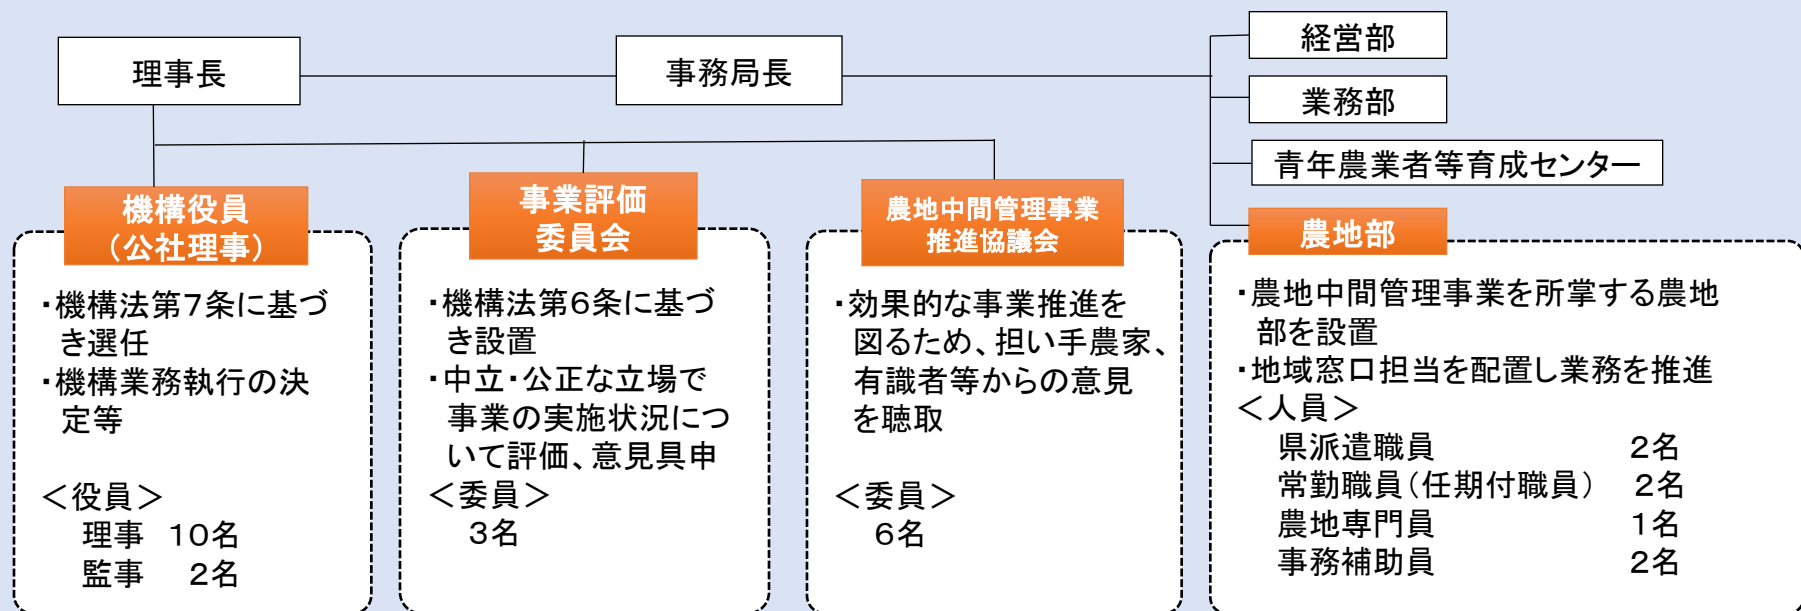 理事長
事務局長
経営部
業務部
青年農業者等育成センター
機構役員
（公社理事）
・機構法第７条に基づ
き選任
・機構業務執行の決
定等
＜役員＞
理事　１０名
監事　２名
事業評価
委員会
・機構法第６条に基づ
き設置
・中立・公正な立場で
事業の実施状況につ
いて評価、意見具申
＜委員＞
３名
農地中間管理事業
推進協議会
・効果的な事業推進を
図るため、担い手農家、
有識者等からの意見
を聴取
＜委員＞
６名
農地部
・農地中間管理事業を所掌する農地
部を設置
・地域窓口担当を配置し業務を推進
＜人員＞
県派遣職員　２名
常勤職員（任期付職員）　２名
農地専門員　１名
事務補助員　２名